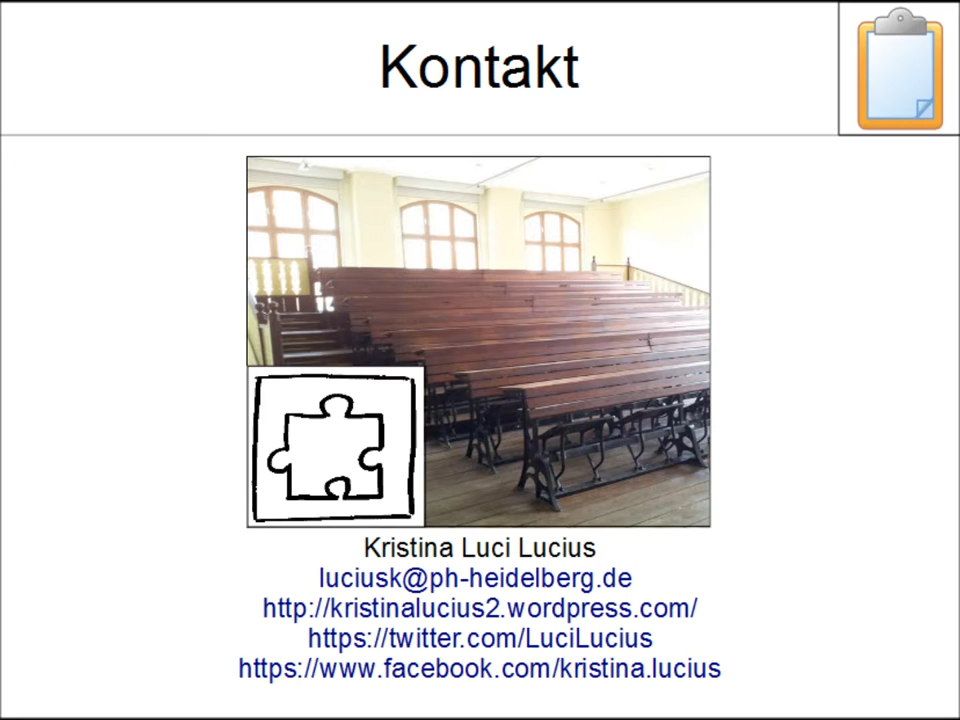 Kontakt
Kristina Luci Lucius
luciusk@ph-heidelberg.de
http://kristinalucius2.wordpress.com/
https://twitter.com/LuciLucius
https://www.facebook.com/kristina.lucius